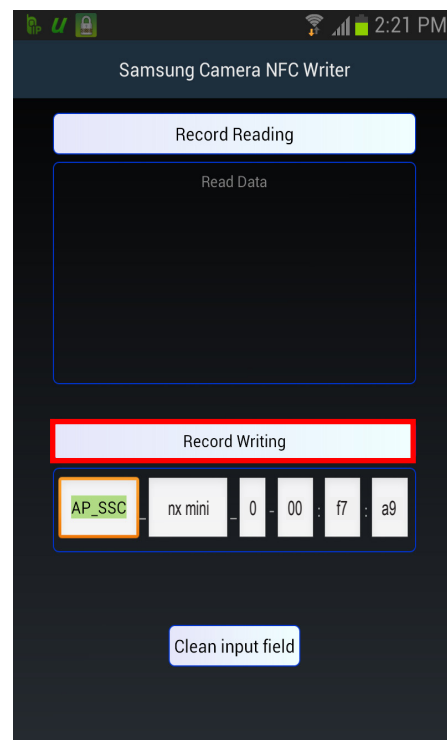 2:21 PM
Samsung Camera NFC Writer
Record Reading
Read Data
Record Writing
AP_SSC _ nx mini _ 0 - 00 : f7 : a9
Clean input field